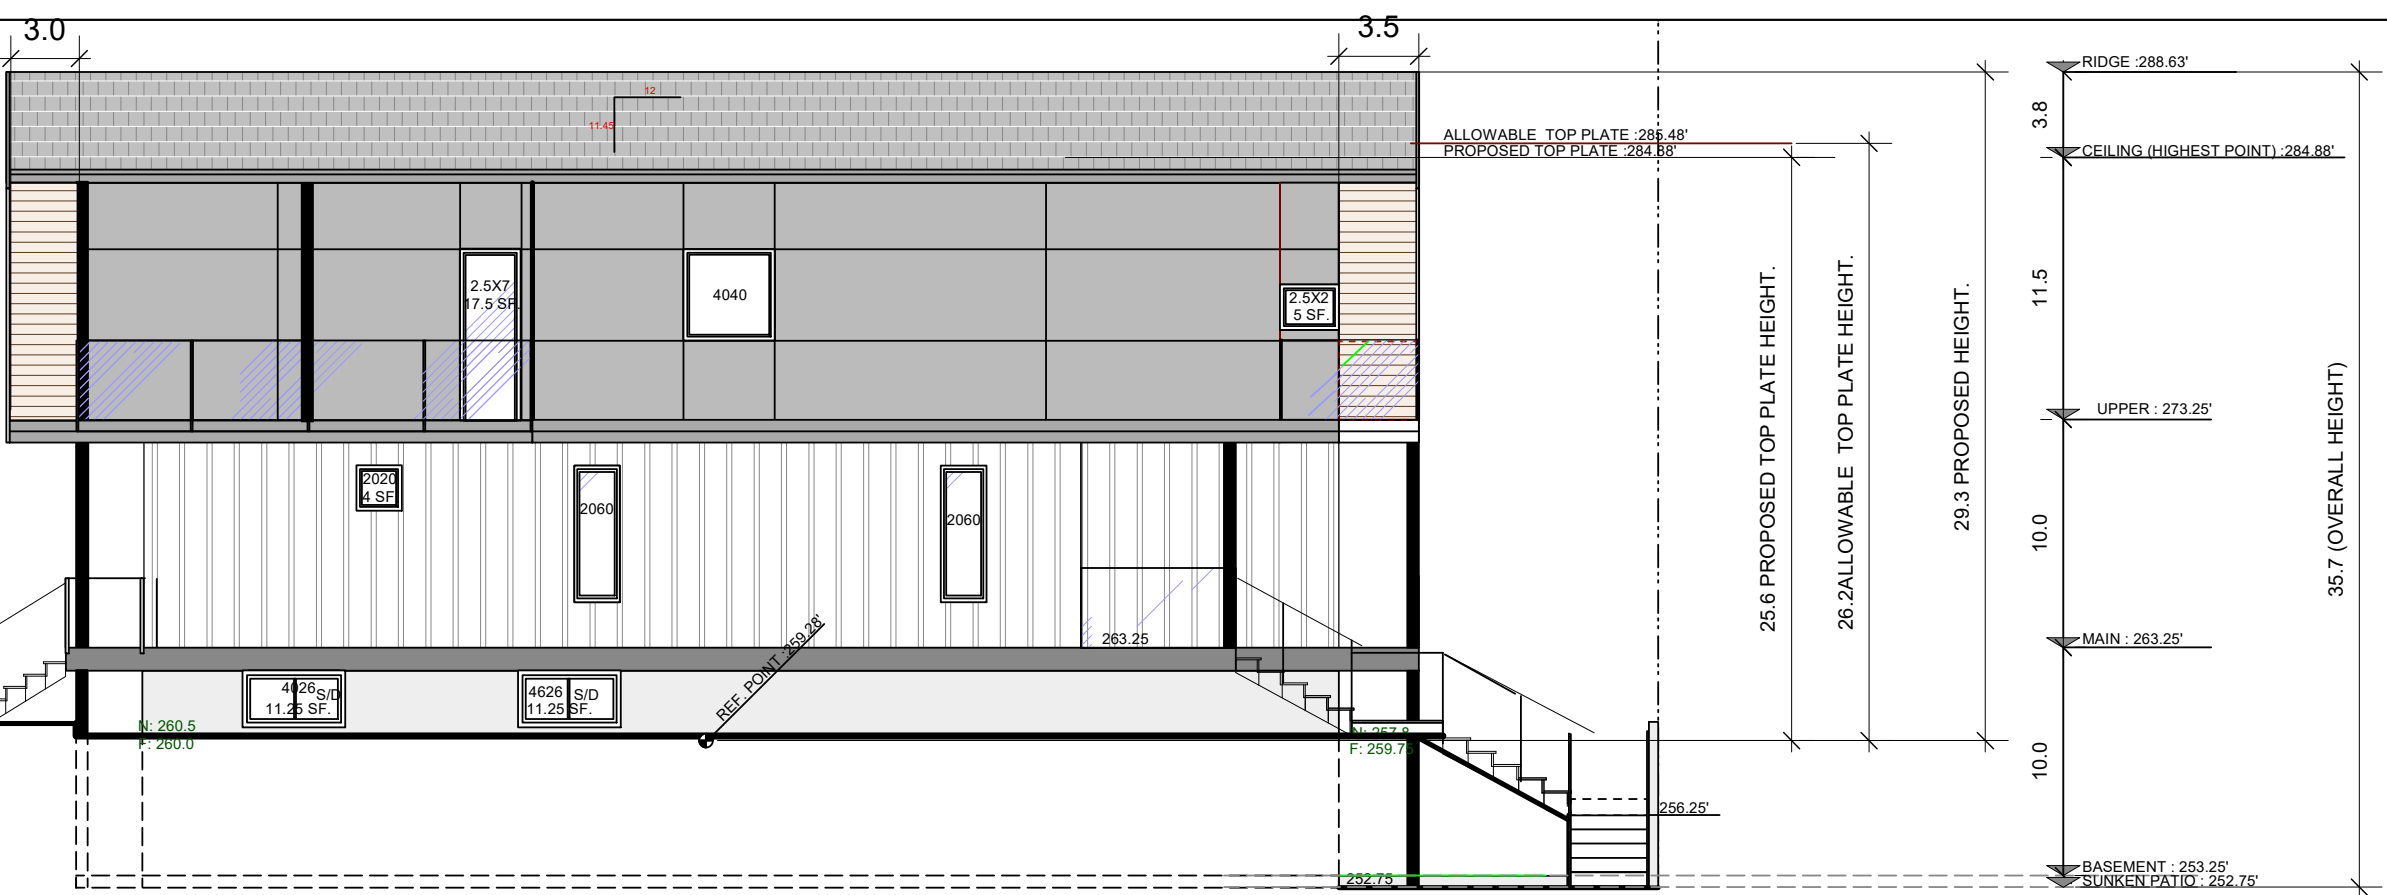 3.0
3.5
RIDGE :288.63'
12
11.45
3.8
ALLOWABLE TOP PLATE :285.48'
PROPOSED TOP PLATE :284.88'
CEILING (HIGHEST POINT) :284.88'
2.5X7
17.5 SF.
4040
2.5X2
5 SF.
11.5
25.6 PROPOSED TOP PLATE HEIGHT.
26.2ALLOWABLE TOP PLATE HEIGHT.
29.3 PROPOSED HEIGHT.
35.7 (OVERALL HEIGHT)
UPPER : 273.25'
2020
4 SF
2060
2060
10.0
263.25
MAIN : 263.25'
REF. POINT :259.28'
4026 S/D
11.25 SF.
4626 S/D
11.25 SF.
N: 260.5
F: 260.0
N: 257.8
F: 259.75
10.0
256.25'
252.75
BASEMENT : 253.25'
SUNKEN PATIO : 252.75'